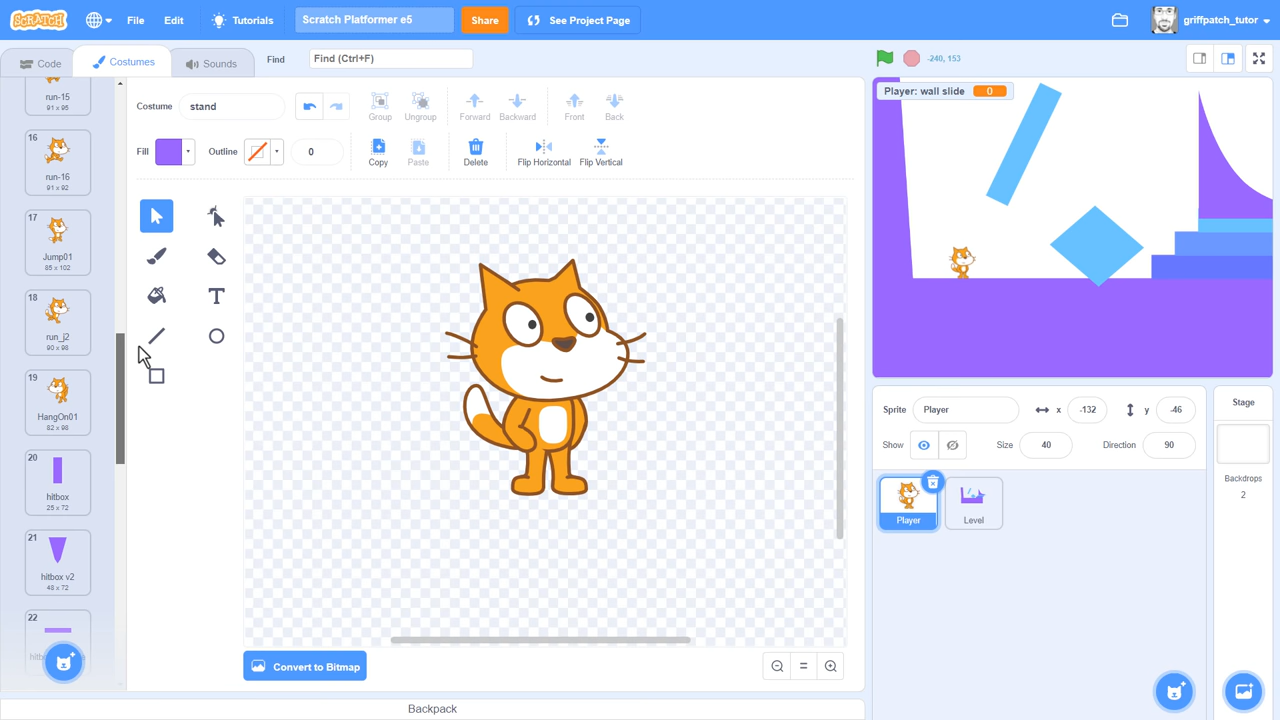 SCRATCH File Edit Tutorials Scratch Platformer e5 Share See Project Page griffpatch_tutor
Code Costumes Sounds Find Find (Ctrl+F) -240, 153
run-15
91 x 95
16
run-16
91 x 92
17
Jump01
85 x 102
18
run_j2
90 x 98
19
HangOn01
82 x 98
20
hitbox
25 x 72
21
hitbox v2
48 x 72
22
Costume stand Group Ungroup Forward Backward Front Back
Fill Outline 0 Copy Paste Delete Flip Horizontal Flip Vertical
Convert to Bitmap
Backpack
Player: wall slide 0
Sprite Player x -132 y -46
Show Size 40 Direction 90
Player Level
Stage
Backdrops
2